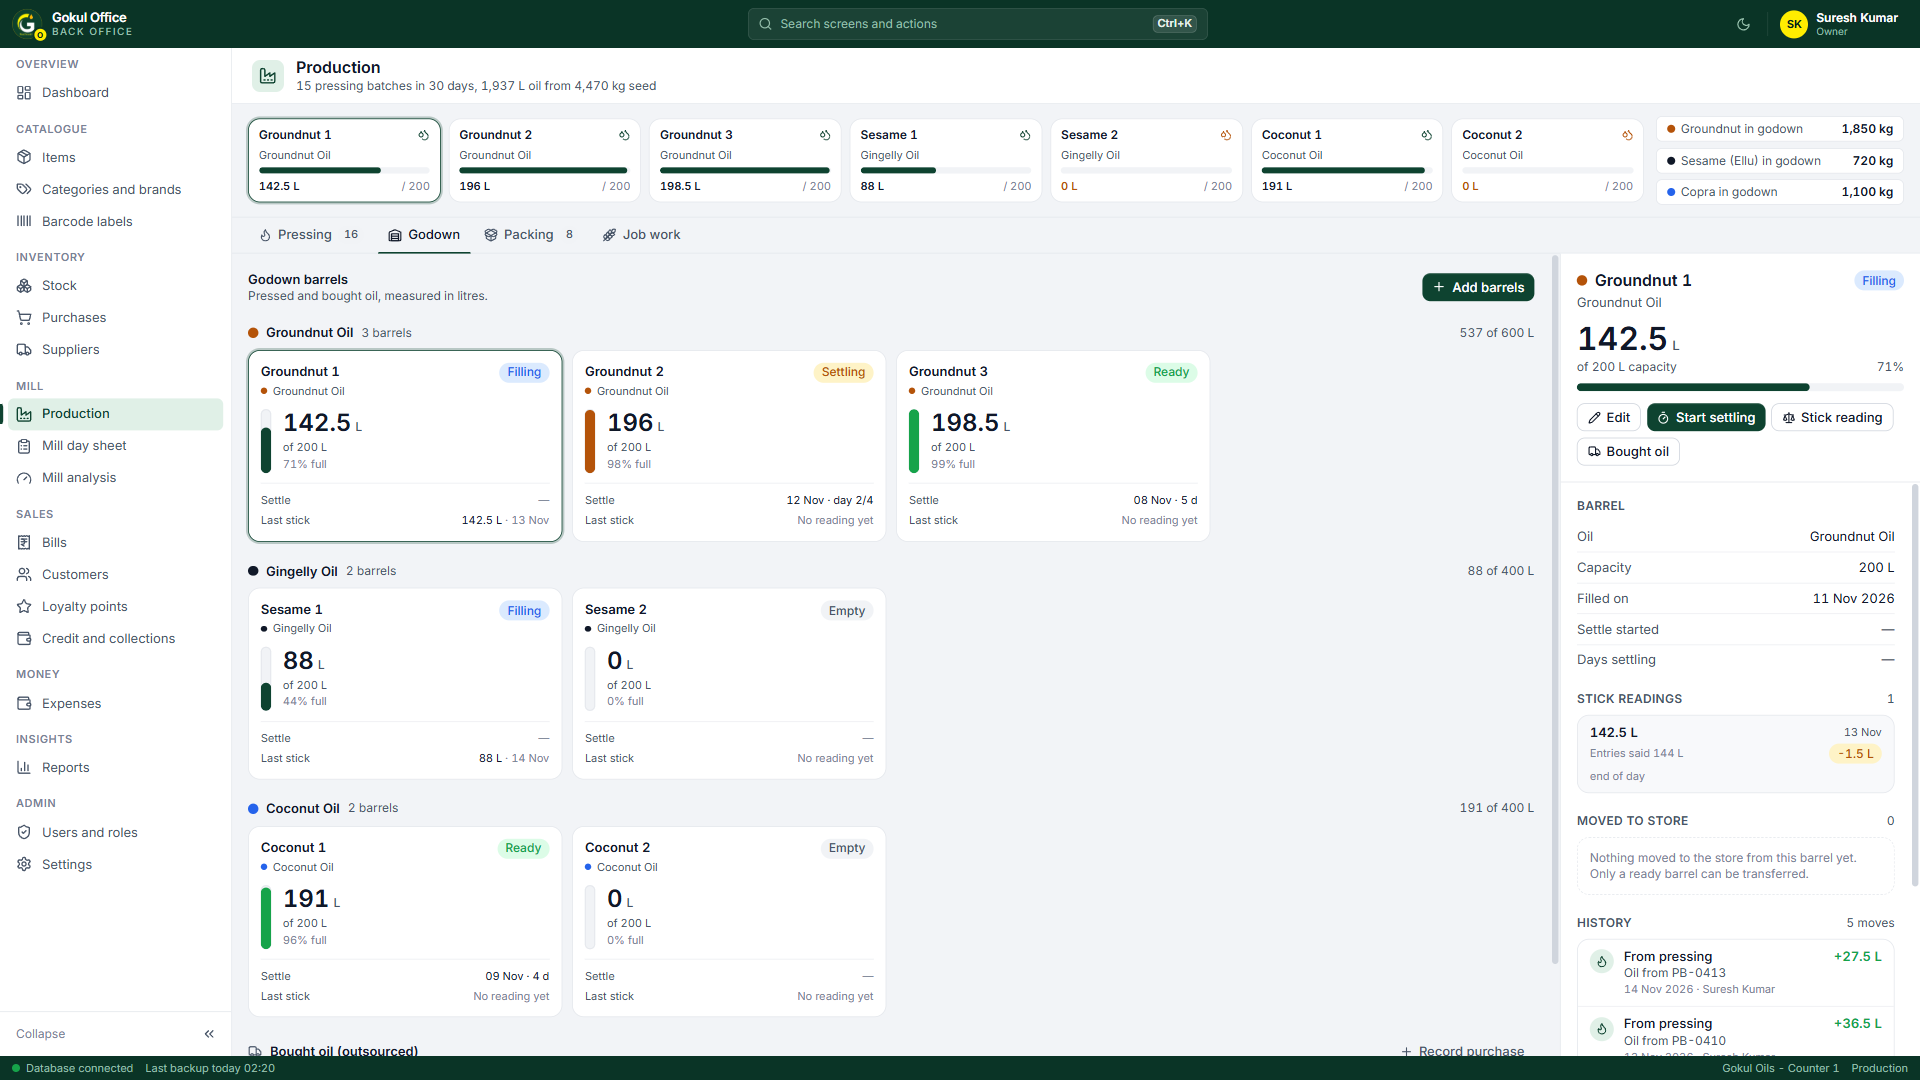 Gokul Office
BACK OFFICE
Search screens and actions
Ctrl+K
SK
Suresh Kumar
Owner
OVERVIEW
Dashboard
CATALOGUE
Items
Categories and brands
Barcode labels
INVENTORY
Stock
Purchases
Suppliers
MILL
Production
Mill day sheet
Mill analysis
SALES
Bills
Customers
Loyalty points
Credit and collections
MONEY
Expenses
INSIGHTS
Reports
ADMIN
Users and roles
Settings
Collapse
Production
15 pressing batches in 30 days, 1,937 L oil from 4,470 kg seed
Groundnut 1
Groundnut Oil
142.5 L / 200
Groundnut 2
Groundnut Oil
196 L / 200
Groundnut 3
Groundnut Oil
198.5 L / 200
Sesame 1
Gingelly Oil
88 L / 200
Sesame 2
Gingelly Oil
0 L / 200
Coconut 1
Coconut Oil
191 L / 200
Coconut 2
Coconut Oil
0 L / 200
Groundnut in godown 1,850 kg
Sesame (Ellu) in godown 720 kg
Copra in godown 1,100 kg
Pressing 16
Godown
Packing 8
Job work
Godown barrels
Pressed and bought oil, measured in litres.
Add barrels
Groundnut Oil 3 barrels 537 of 600 L
Groundnut 1 Filling
Groundnut Oil
142.5 L
of 200 L
71% full
Settle —
Last stick 142.5 L · 13 Nov
Groundnut 2 Settling
Groundnut Oil
196 L
of 200 L
98% full
Settle 12 Nov · day 2/4
Last stick No reading yet
Groundnut 3 Ready
Groundnut Oil
198.5 L
of 200 L
99% full
Settle 08 Nov · 5 d
Last stick No reading yet
Gingelly Oil 2 barrels 88 of 400 L
Sesame 1 Filling
Gingelly Oil
88 L
of 200 L
44% full
Settle —
Last stick 88 L · 14 Nov
Sesame 2 Empty
Gingelly Oil
0 L
of 200 L
0% full
Settle —
Last stick No reading yet
Coconut Oil 2 barrels 191 of 400 L
Coconut 1 Ready
Coconut Oil
191 L
of 200 L
96% full
Settle 09 Nov · 4 d
Last stick No reading yet
Coconut 2 Empty
Coconut Oil
0 L
of 200 L
0% full
Settle —
Last stick No reading yet
Bought oil (outsourced)
Record purchase
Groundnut 1 Filling
Groundnut Oil
142.5 L
of 200 L capacity 71%
Edit
Start settling
Stick reading
Bought oil
BARREL
Oil Groundnut Oil
Capacity 200 L
Filled on 11 Nov 2026
Settle started —
Days settling —
STICK READINGS 1
142.5 L 13 Nov
Entries said 144 L -1.5 L
end of day
MOVED TO STORE 0
Nothing moved to the store from this barrel yet.
Only a ready barrel can be transferred.
HISTORY 5 moves
From pressing +27.5 L
Oil from PB-0413
14 Nov 2026 · Suresh Kumar
From pressing +36.5 L
Oil from PB-0410
13 Nov 2026 · Suresh Kumar
Database connected
Last backup today 02:20
Gokul Oils - Counter 1
Production